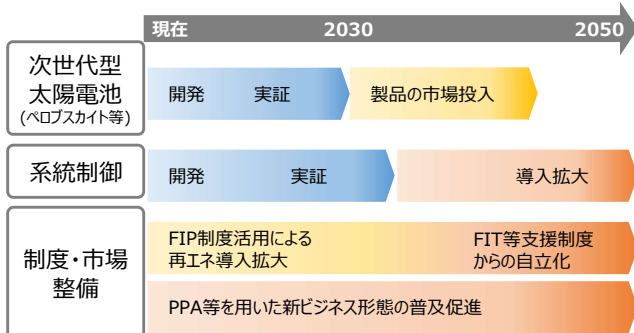 現在 2030 2050
次世代型
太陽電池
(ペロブスカイト等)
開発 実証 製品の市場投入
系統制御
開発 実証 導入拡大
制度・市場
整備
FIP制度活用による
再エネ導入拡大
FIT等支援制度
からの自立化
PPA等を用いた新ビジネス形態の普及促進